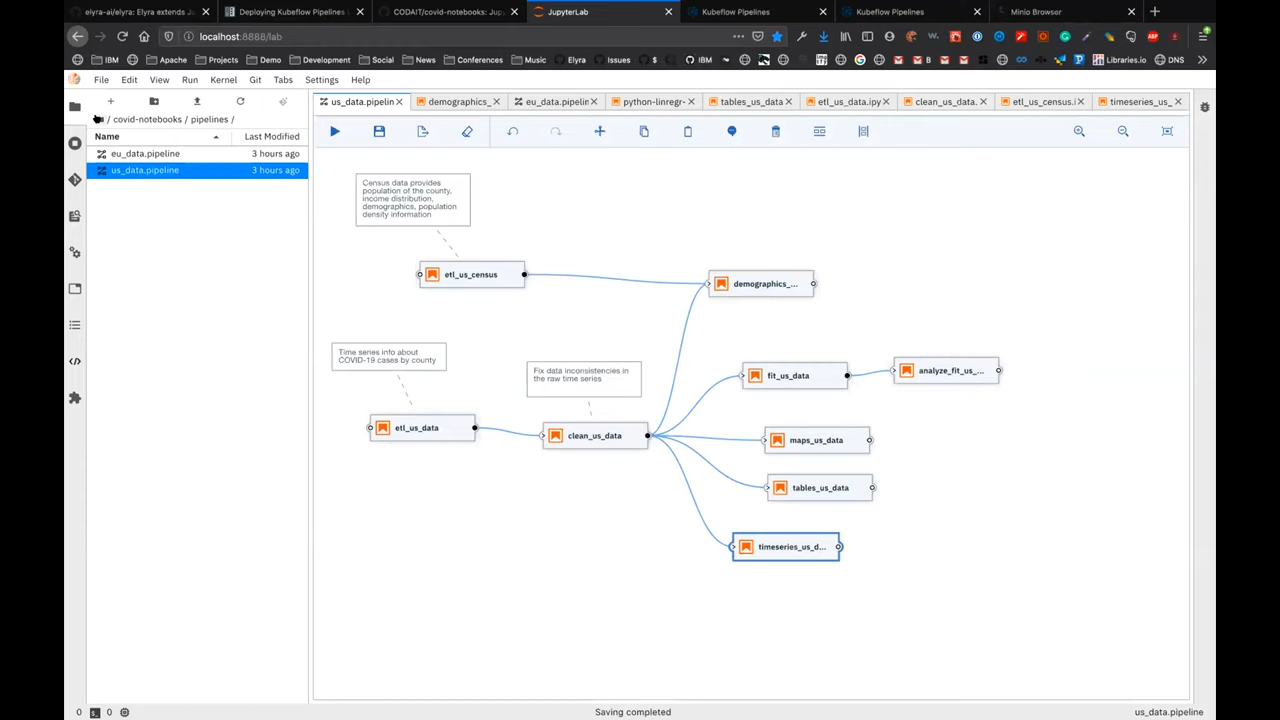 elyra-ai/elyra: Elyra extends Ju
Deploying Kubeflow Pipelines
CODAIT/covid-notebooks: Jup
JupyterLab
Kubeflow Pipelines
Kubeflow Pipelines
Minio Browser
localhost:8888/lab
IBM
Apache
Projects
Demo
Development
Social
News
Conferences
Music
Elyra
Issues
$
IBM
Libraries.io
DNS
File Edit View Run Kernel Git Tabs Settings Help
us_data.pipelin
demographics_
eu_data.pipelin
python-linregr-
tables_us_data
etl_us_data.ipy
clean_us_data.
etl_us_census.i
timeseries_us_
/ covid-notebooks / pipelines /
Name Last Modified
eu_data.pipeline 3 hours ago
us_data.pipeline 3 hours ago
Census data provides
population of the county,
income distribution,
demographics, population
density information
etl_us_census
demographics_...
Time series info about
COVID-19 cases by county
Fix data inconsistencies in
the raw time series
fit_us_data
analyze_fit_us_...
etl_us_data
clean_us_data
maps_us_data
tables_us_data
timeseries_us_d...
0 0 Saving completed us_data.pipeline